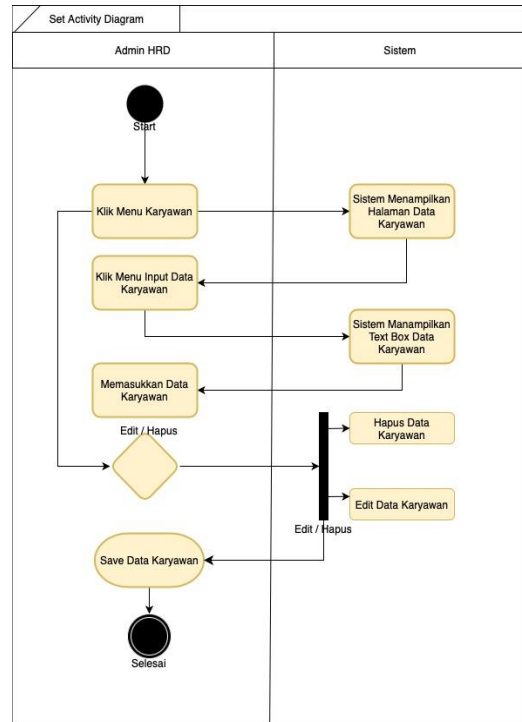 Set Activity Diagram
Admin HRD
Sistem
Start
Klik Menu Karyawan
Sistem Menampilkan
Halaman Data
Karyawan
Klik Menu Input Data
Karyawan
Sistem Manampilkan
Text Box Data
Karyawan
Memasukkan Data
Karyawan
Edit / Hapus
Hapus Data
Karyawan
Edit Data Karyawan
Edit / Hapus
Save Data Karyawan
Selesai